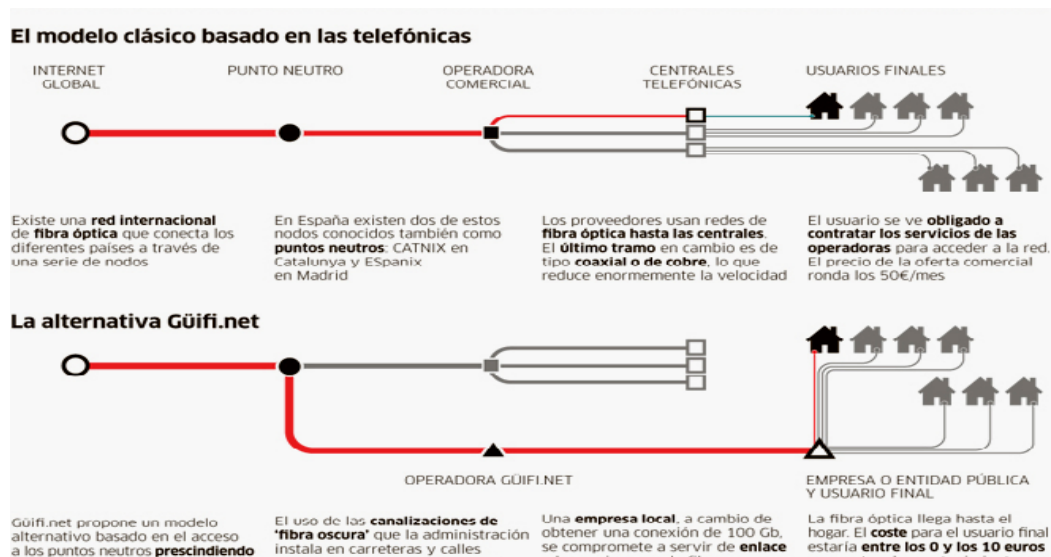 El modelo clásico basado en las telefónicas
INTERNET
GLOBAL
PUNTO NEUTRO
OPERADORA
COMERCIAL
CENTRALES
TELEFÓNICAS
USUARIOS FINALES
Existe una red internacional
de fibra óptica que conecta los
diferentes países a través de
una serie de nodos
En España existen dos de estos
nodos conocidos también como
puntos neutros: CATNIX en
Catalunya y ESpanix
en Madrid
Los proveedores usan redes de
fibra óptica hasta las centrales.
El último tramo en cambio es de
tipo coaxial o de cobre, lo que
reduce enormemente la velocidad
El usuario se ve obligado a
contratar los servicios de las
operadoras para acceder a la red.
El precio de la oferta comercial
ronda los 50€/mes
La alternativa Güifi.net
OPERADORA GÜIFI.NET
EMPRESA O ENTIDAD PÚBLICA
Y USUARIO FINAL
Güifi.net propone un modelo
alternativo basado en el acceso
a los puntos neutros prescindiendo
El uso de las canalizaciones de
'fibra oscura' que la administración
instala en carreteras y calles
Una empresa local, a cambio de
obtener una conexión de 100 Gb,
se compromete a servir de enlace
La fibra óptica llega hasta el
hogar. El coste para el usuario final
estaría entre los 0 y los 10 euros